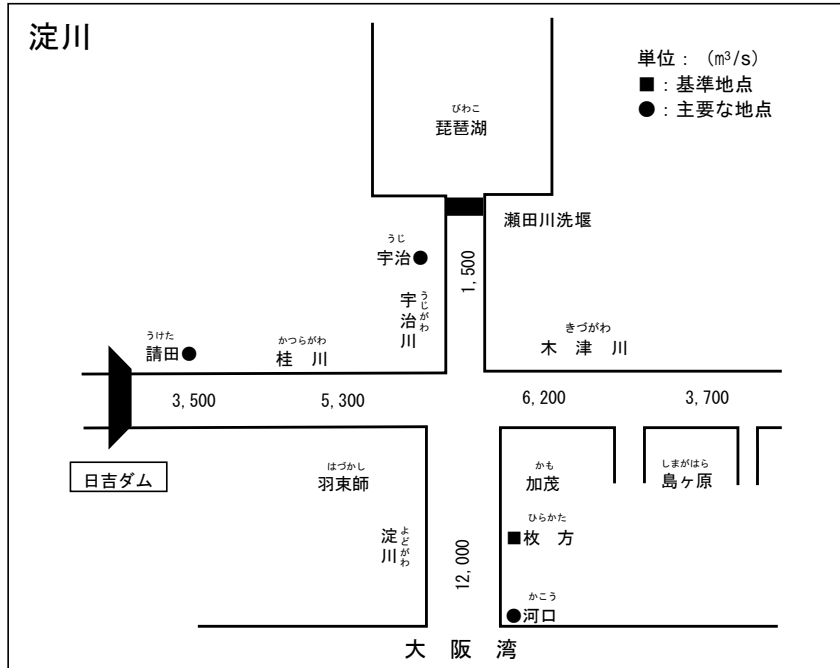 淀川
単位： （m³/s）
■：基準地点
●：主要な地点
びわこ
琵琶湖
瀬田川洗堰
うじ
宇治●
1,500
うじがわ
宇治川
きづがわ
木 津 川
うけた
請田●
かつらがわ
桂 川
3,500
5,300
6,200
3,700
日吉ダム
はづかし
羽束師
かも
加茂
しまがはら
島ヶ原
ひらかた
■枚 方
よどがわ
淀川
12,000
かこう
●河口
大 阪 湾